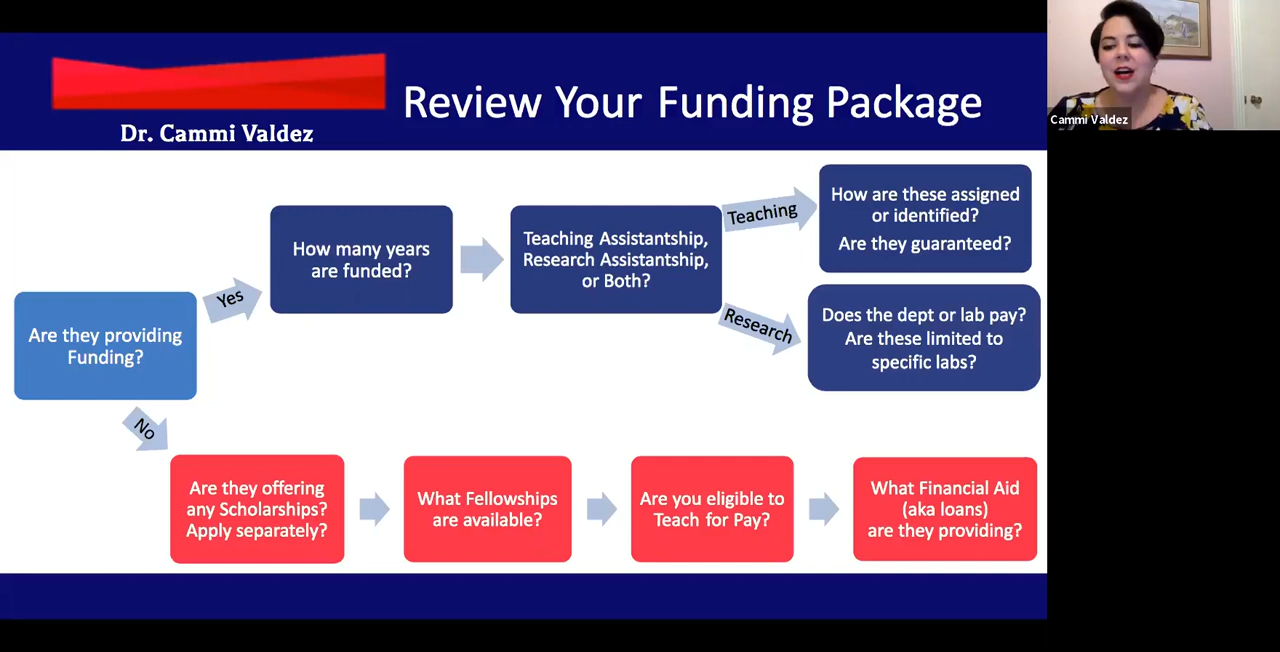 Review Your Funding Package
Dr. Cammi Valdez
Cammi Valdez
Are they providing
Funding?
Yes
How many years
are funded?
Teaching Assistantship,
Research Assistantship,
or Both?
Teaching
How are these assigned
or identified?
Are they guaranteed?
Research
Does the dept or lab pay?
Are these limited to
specific labs?
No
Are they offering
any Scholarships?
Apply separately?
What Fellowships
are available?
Are you eligible to
Teach for Pay?
What Financial Aid
(aka loans)
are they providing?